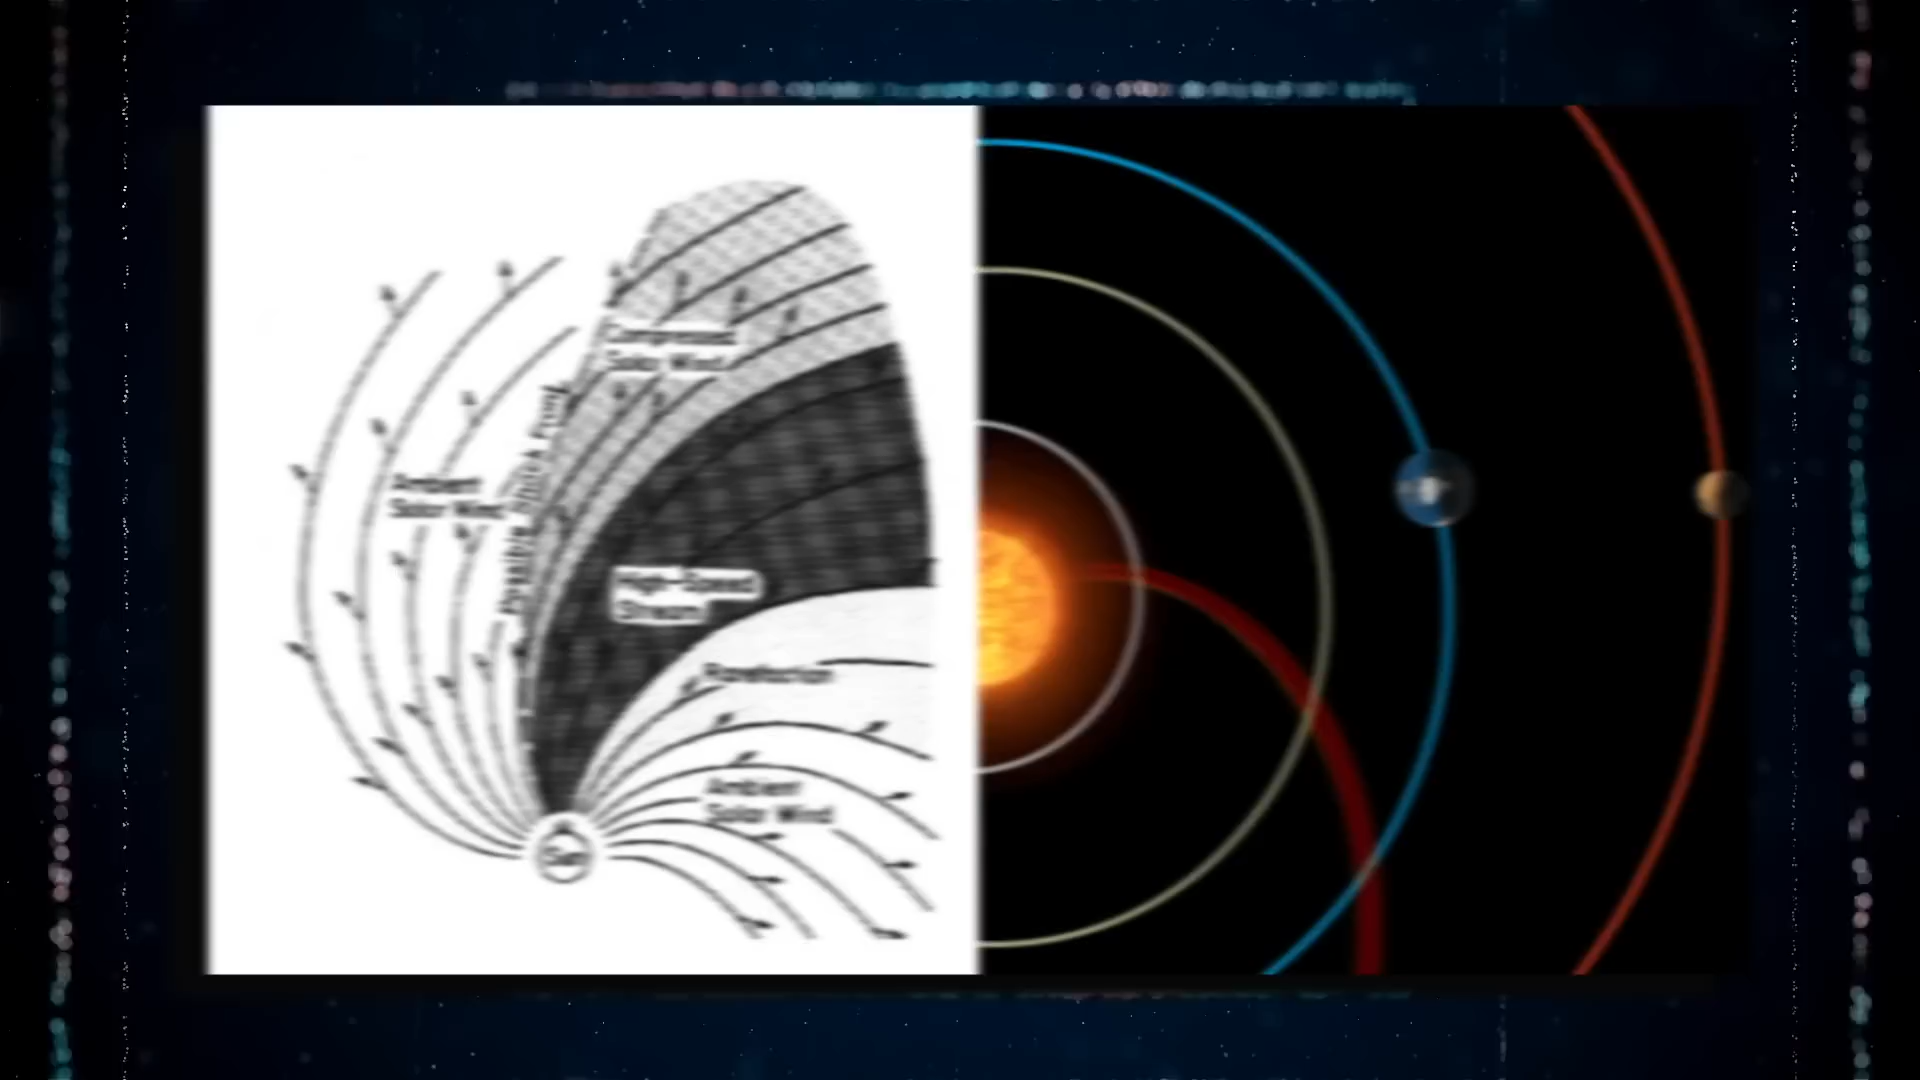 Compressed
Solar Wind
Ambient
Solar Wind
Possible Shock Front
High-Speed
Stream
Rarefaction
Ambient
Solar Wind
Sun